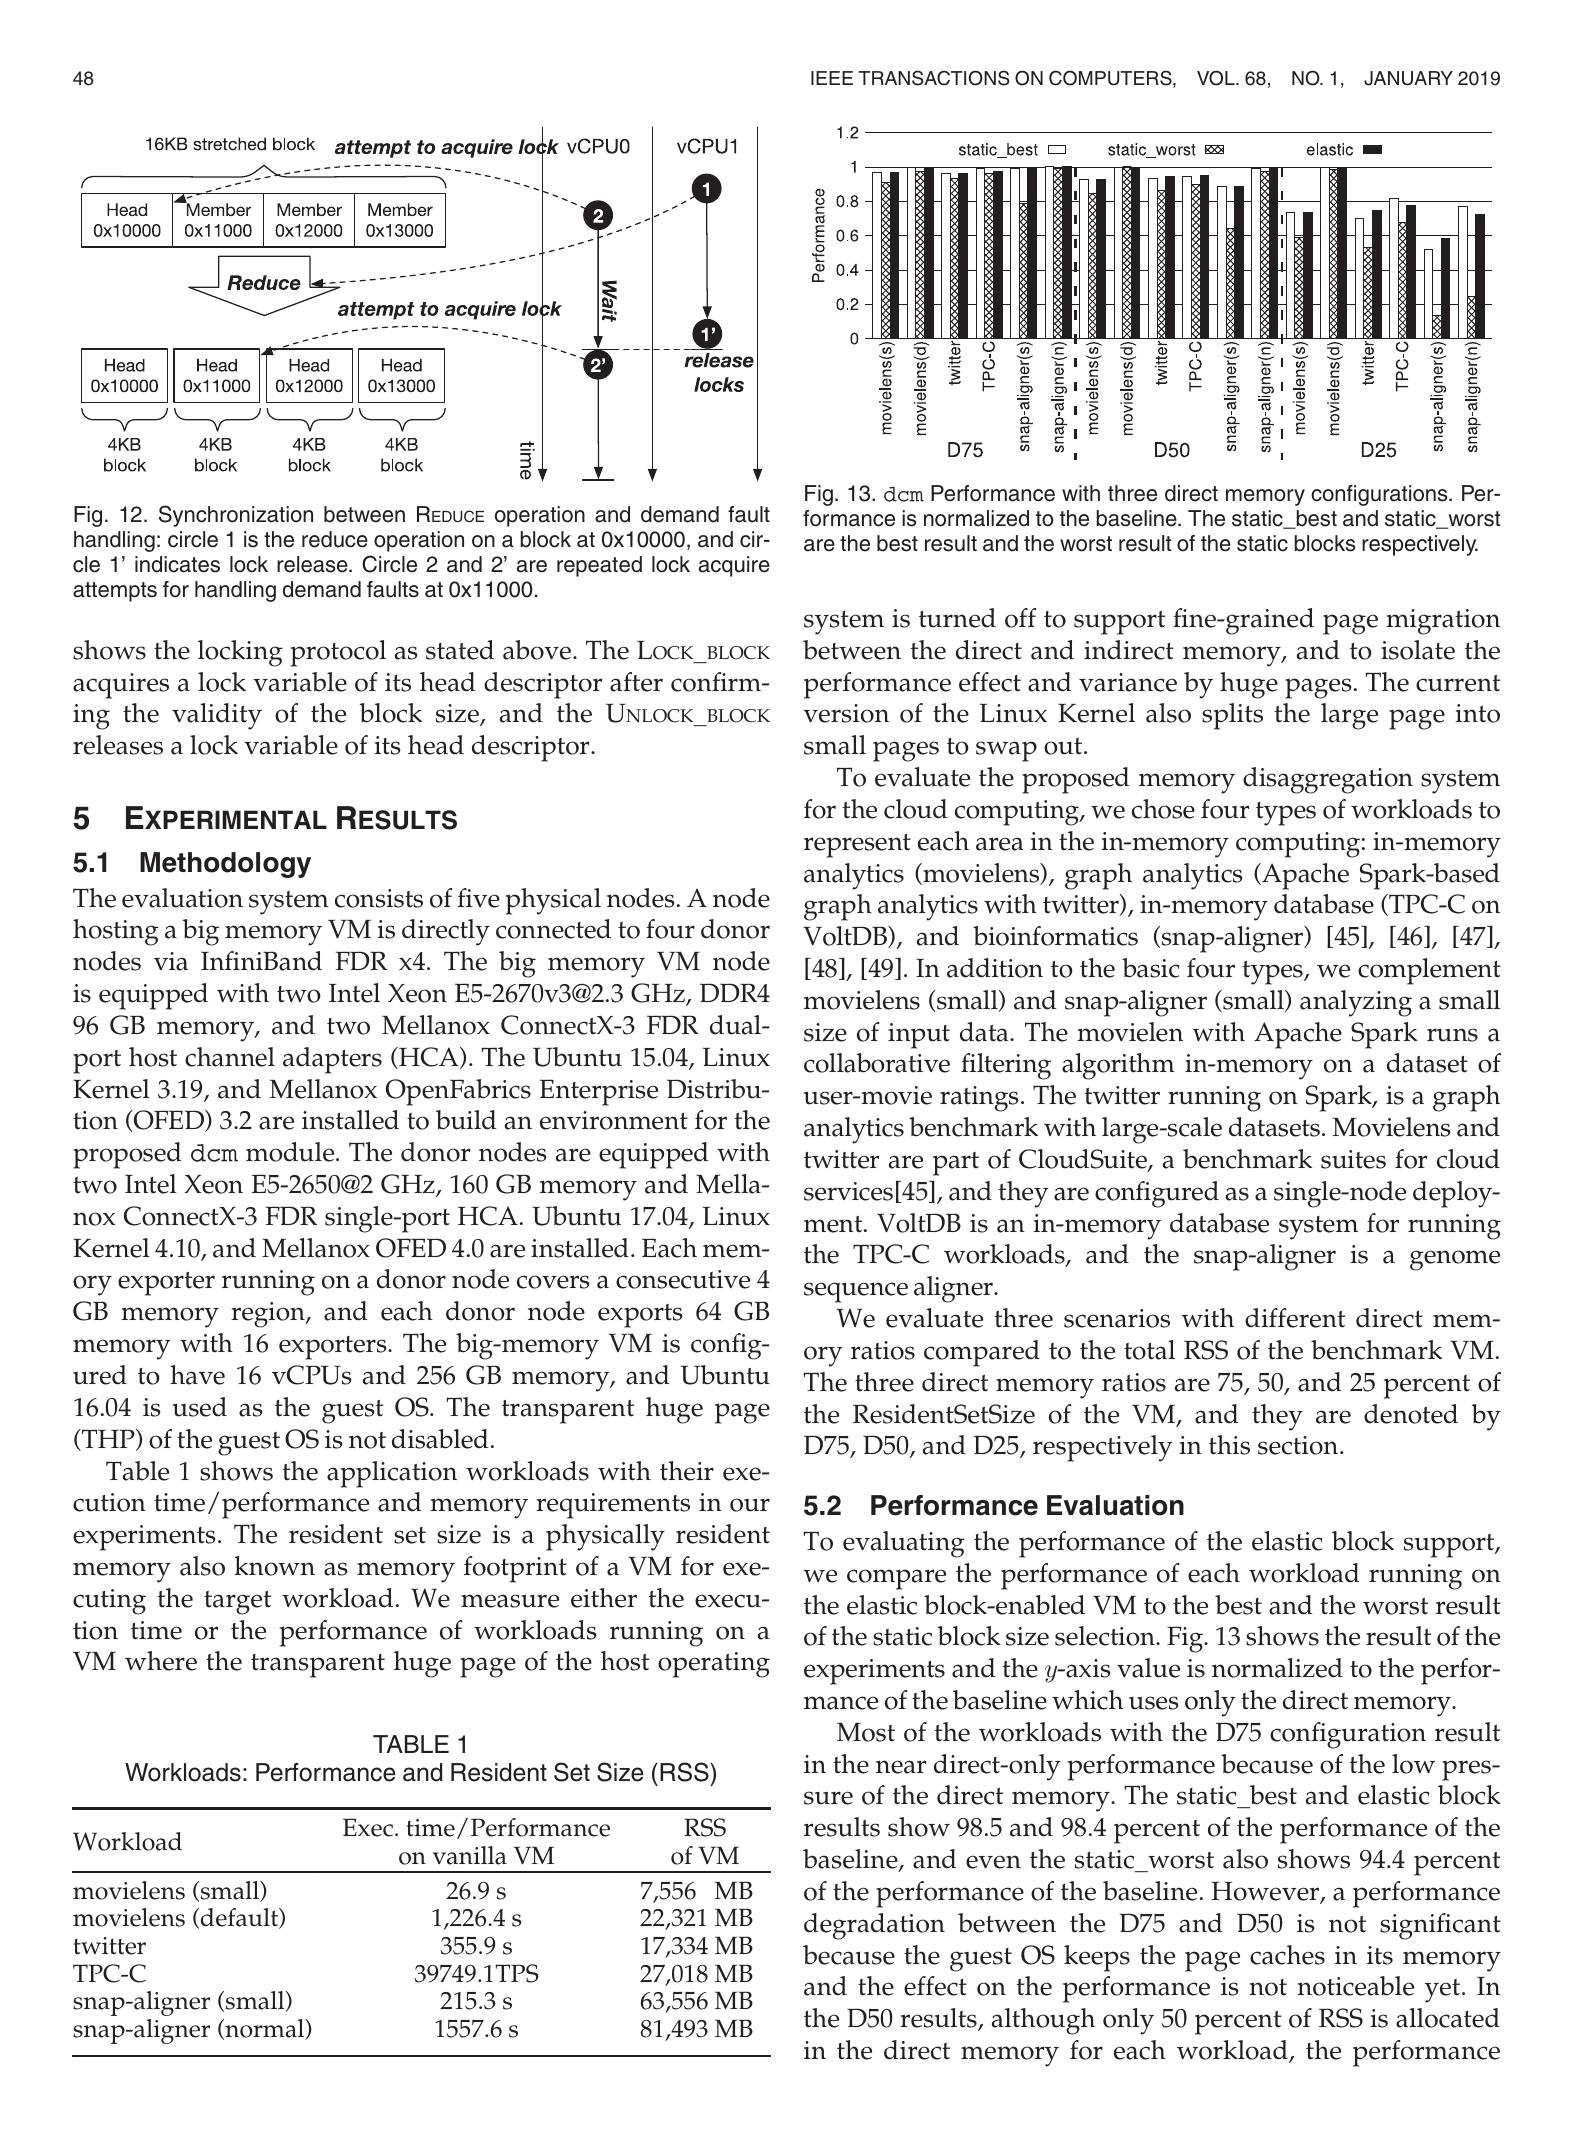 48
IEEE TRANSACTIONS ON COMPUTERS, VOL. 68, NO. 1, JANUARY 2019
16KB stretched block
attempt to acquire lock
vCPU0
vCPU1
1
2
Head
0x10000
Member
0x11000
Member
0x12000
Member
0x13000
Reduce
Wait
attempt to acquire lock
1'
2'
release
locks
Head
0x10000
Head
0x11000
Head
0x12000
Head
0x13000
4KB
block
4KB
block
4KB
block
4KB
block
time
Fig. 12. Synchronization between REDUCE operation and demand fault
handling: circle 1 is the reduce operation on a block at 0x10000, and cir-
cle 1’ indicates lock release. Circle 2 and 2’ are repeated lock acquire
attempts for handling demand faults at 0x11000.
shows the locking protocol as stated above. The LOCK_BLOCK
acquires a lock variable of its head descriptor after confirm-
ing the validity of the block size, and the UNLOCK_BLOCK
releases a lock variable of its head descriptor.
5 EXPERIMENTAL RESULTS
5.1 Methodology
The evaluation system consists of five physical nodes. A node
hosting a big memory VM is directly connected to four donor
nodes via InfiniBand FDR x4. The big memory VM node
is equipped with two Intel Xeon E5-2670v3@2.3 GHz, DDR4
96 GB memory, and two Mellanox ConnectX-3 FDR dual-
port host channel adapters (HCA). The Ubuntu 15.04, Linux
Kernel 3.19, and Mellanox OpenFabrics Enterprise Distribu-
tion (OFED) 3.2 are installed to build an environment for the
proposed dcm module. The donor nodes are equipped with
two Intel Xeon E5-2650@2 GHz, 160 GB memory and Mella-
nox ConnectX-3 FDR single-port HCA. Ubuntu 17.04, Linux
Kernel 4.10, and Mellanox OFED 4.0 are installed. Each mem-
ory exporter running on a donor node covers a consecutive 4
GB memory region, and each donor node exports 64 GB
memory with 16 exporters. The big-memory VM is config-
ured to have 16 vCPUs and 256 GB memory, and Ubuntu
16.04 is used as the guest OS. The transparent huge page
(THP) of the guest OS is not disabled.
Table 1 shows the application workloads with their exe-
cution time/performance and memory requirements in our
experiments. The resident set size is a physically resident
memory also known as memory footprint of a VM for exe-
cuting the target workload. We measure either the execu-
tion time or the performance of workloads running on a
VM where the transparent huge page of the host operating
TABLE 1
Workloads: Performance and Resident Set Size (RSS)
Workload Exec. time/Performance on vanilla VM RSS of VM
movielens (small) 26.9 s 7,556 MB
movielens (default) 1,226.4 s 22,321 MB
twitter 355.9 s 17,334 MB
TPC-C 39749.1TPS 27,018 MB
snap-aligner (small) 215.3 s 63,556 MB
snap-aligner (normal) 1557.6 s 81,493 MB
1.2
1
0.8
0.6
0.4
0.2
0
Performance
static_best
static_worst
elastic
movielens(s)
movielens(d)
twitter
TPC-C
snap-aligner(s)
snap-aligner(n)
movielens(s)
movielens(d)
twitter
TPC-C
snap-aligner(s)
snap-aligner(n)
movielens(s)
movielens(d)
twitter
TPC-C
snap-aligner(s)
snap-aligner(n)
D75
D50
D25
Fig. 13. dcm Performance with three direct memory configurations. Per-
formance is normalized to the baseline. The static_best and static_worst
are the best result and the worst result of the static blocks respectively.
system is turned off to support fine-grained page migration
between the direct and indirect memory, and to isolate the
performance effect and variance by huge pages. The current
version of the Linux Kernel also splits the large page into
small pages to swap out.
To evaluate the proposed memory disaggregation system
for the cloud computing, we chose four types of workloads to
represent each area in the in-memory computing: in-memory
analytics (movielens), graph analytics (Apache Spark-based
graph analytics with twitter), in-memory database (TPC-C on
VoltDB), and bioinformatics (snap-aligner) [45], [46], [47],
[48], [49]. In addition to the basic four types, we complement
movielens (small) and snap-aligner (small) analyzing a small
size of input data. The movielen with Apache Spark runs a
collaborative filtering algorithm in-memory on a dataset of
user-movie ratings. The twitter running on Spark, is a graph
analytics benchmark with large-scale datasets. Movielens and
twitter are part of CloudSuite, a benchmark suites for cloud
services[45], and they are configured as a single-node deploy-
ment. VoltDB is an in-memory database system for running
the TPC-C workloads, and the snap-aligner is a genome
sequence aligner.
We evaluate three scenarios with different direct mem-
ory ratios compared to the total RSS of the benchmark VM.
The three direct memory ratios are 75, 50, and 25 percent of
the ResidentSetSize of the VM, and they are denoted by
D75, D50, and D25, respectively in this section.
5.2 Performance Evaluation
To evaluating the performance of the elastic block support,
we compare the performance of each workload running on
the elastic block-enabled VM to the best and the worst result
of the static block size selection. Fig. 13 shows the result of the
experiments and the y-axis value is normalized to the perfor-
mance of the baseline which uses only the direct memory.
Most of the workloads with the D75 configuration result
in the near direct-only performance because of the low pres-
sure of the direct memory. The static_best and elastic block
results show 98.5 and 98.4 percent of the performance of the
baseline, and even the static_worst also shows 94.4 percent
of the performance of the baseline. However, a performance
degradation between the D75 and D50 is not significant
because the guest OS keeps the page caches in its memory
and the effect on the performance is not noticeable yet. In
the D50 results, although only 50 percent of RSS is allocated
in the direct memory for each workload, the performance